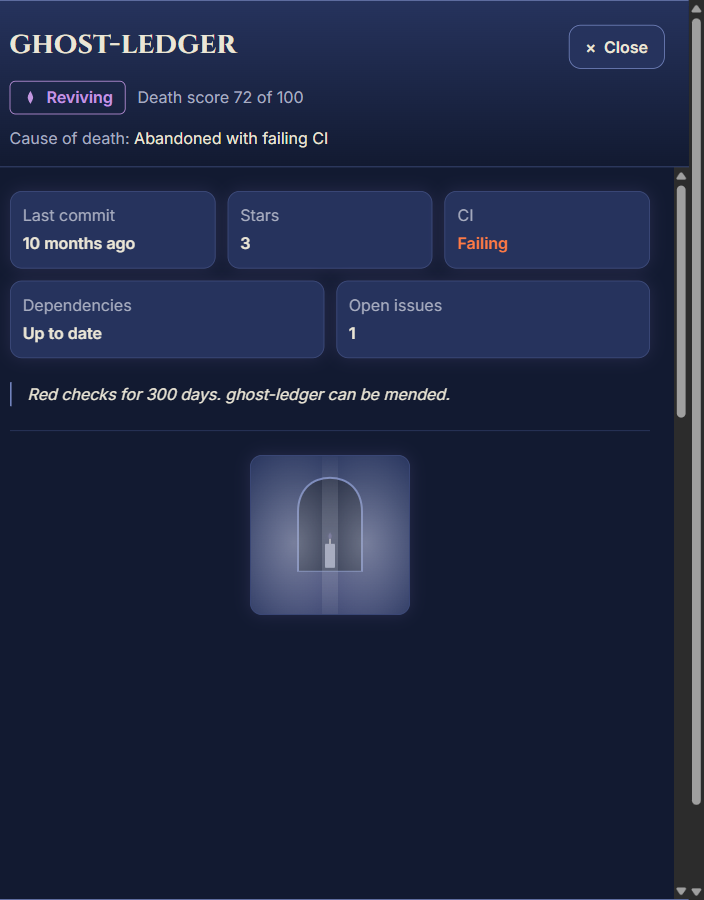 GHOST-LEDGER
× Close
Reviving
Death score 72 of 100
Cause of death: Abandoned with failing CI
Last commit
10 months ago
Stars
3
CI
Failing
Dependencies
Up to date
Open issues
1
Red checks for 300 days. ghost-ledger can be mended.